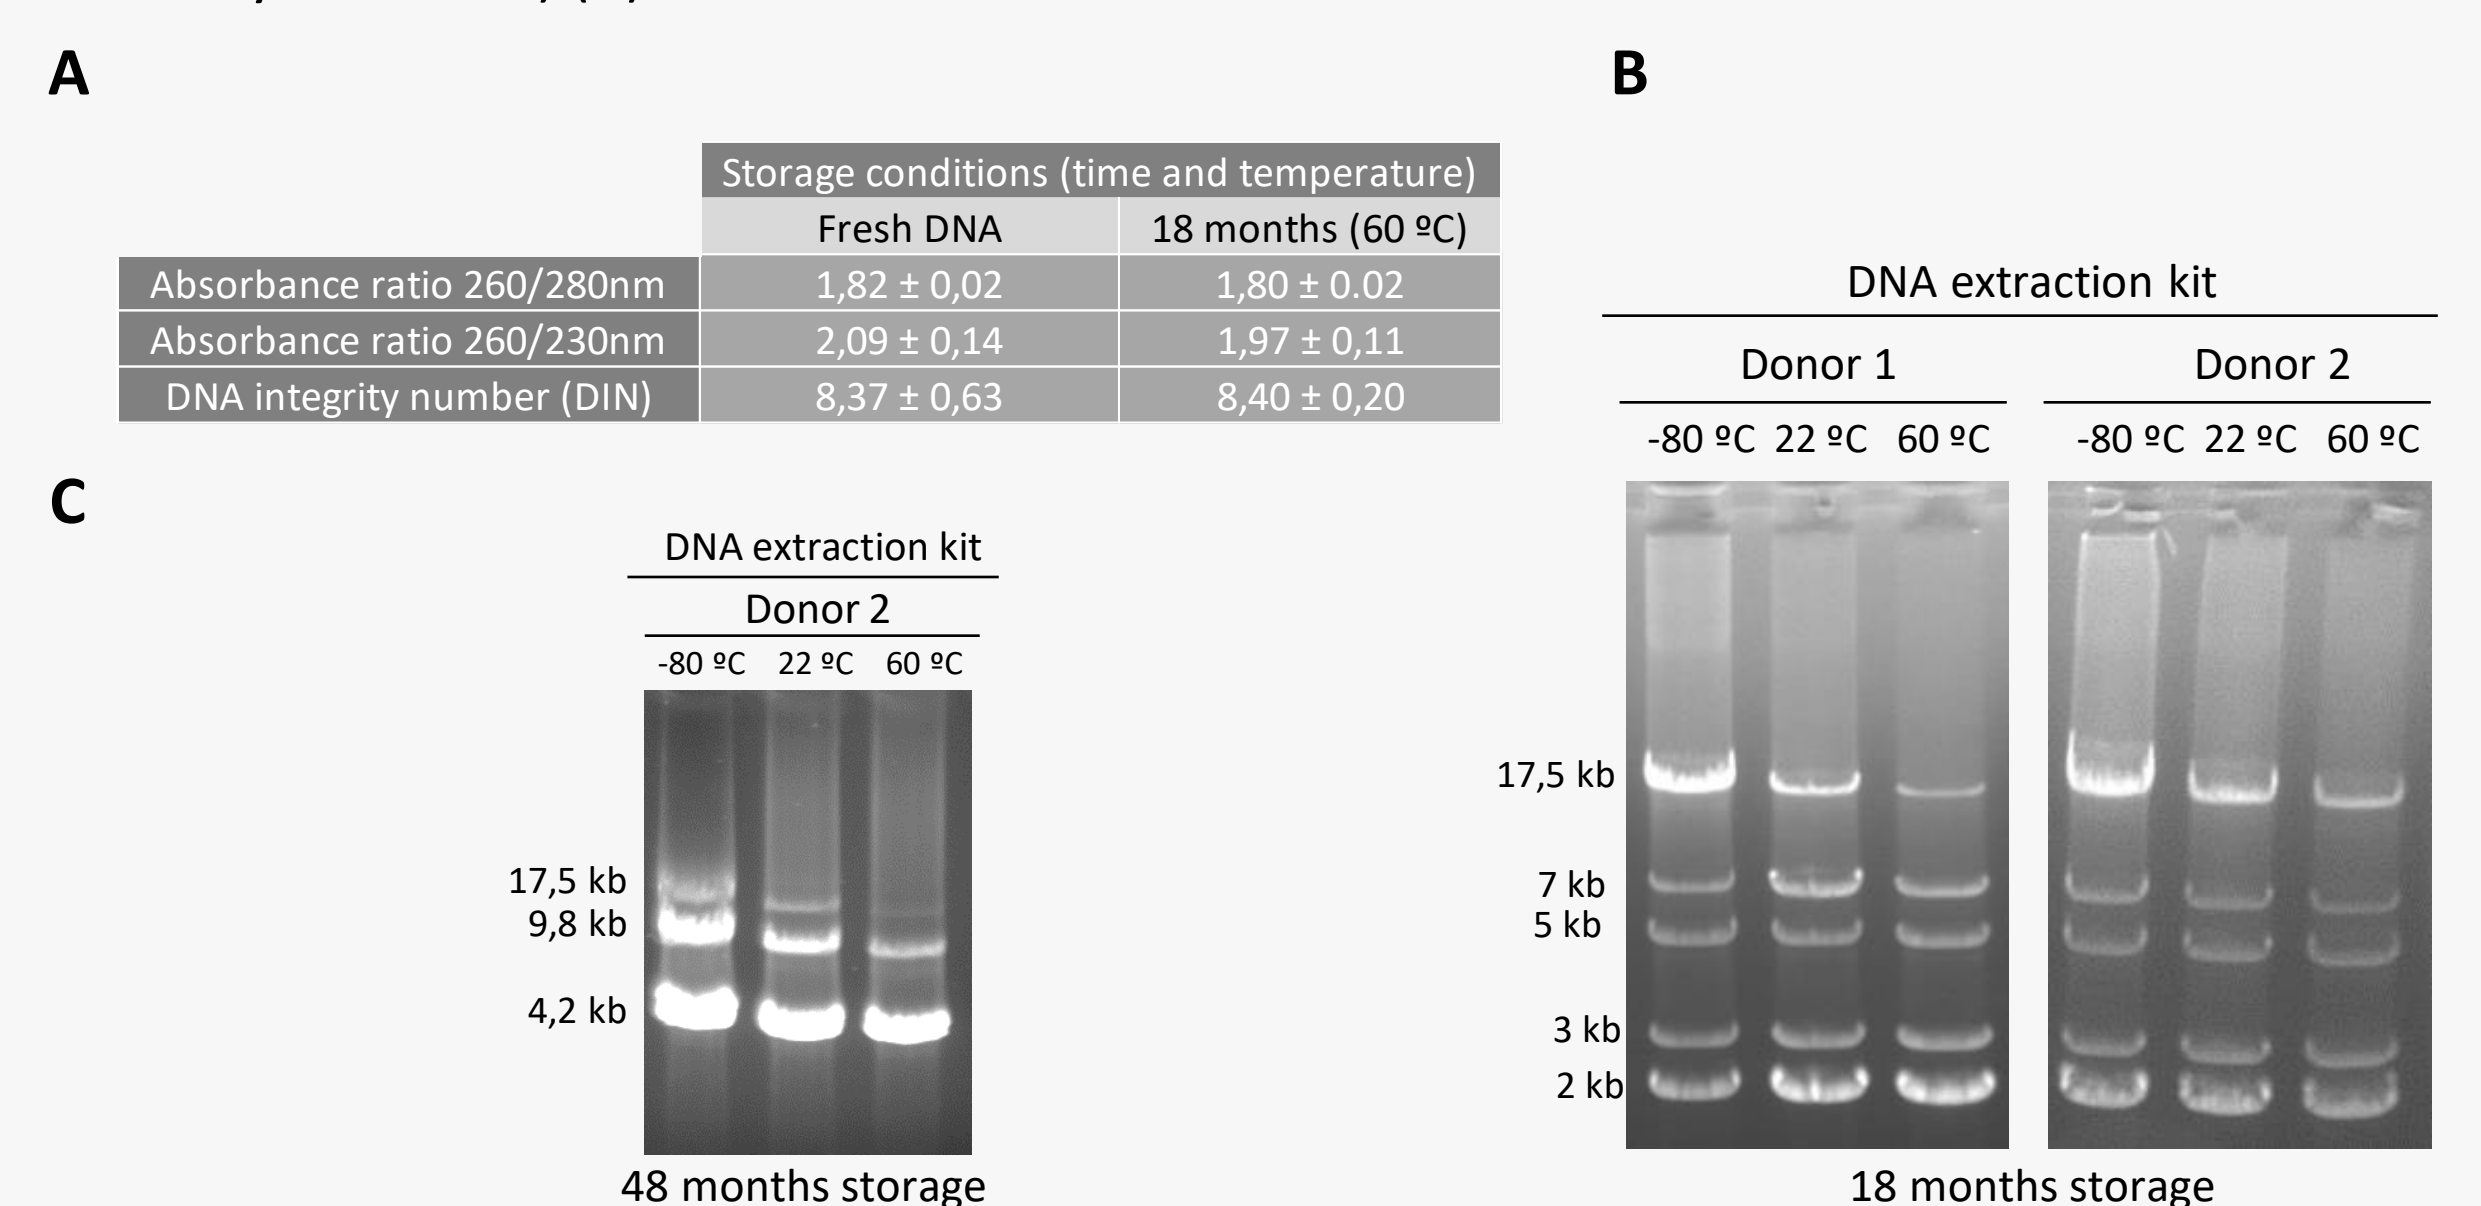 A
Storage conditions (time and temperature)
Fresh DNA 18 months (60 ºC)
Absorbance ratio 260/280nm 1,82 ± 0,02 1,80 ± 0.02
Absorbance ratio 260/230nm 2,09 ± 0,14 1,97 ± 0,11
DNA integrity number (DIN) 8,37 ± 0,63 8,40 ± 0,20
B
DNA extraction kit
Donor 1 Donor 2
-80 ºC 22 ºC 60 ºC -80 ºC 22 ºC 60 ºC
17,5 kb
7 kb
5 kb
3 kb
2 kb
18 months storage
C
DNA extraction kit
Donor 2
-80 ºC 22 ºC 60 ºC
17,5 kb
9,8 kb
4,2 kb
48 months storage